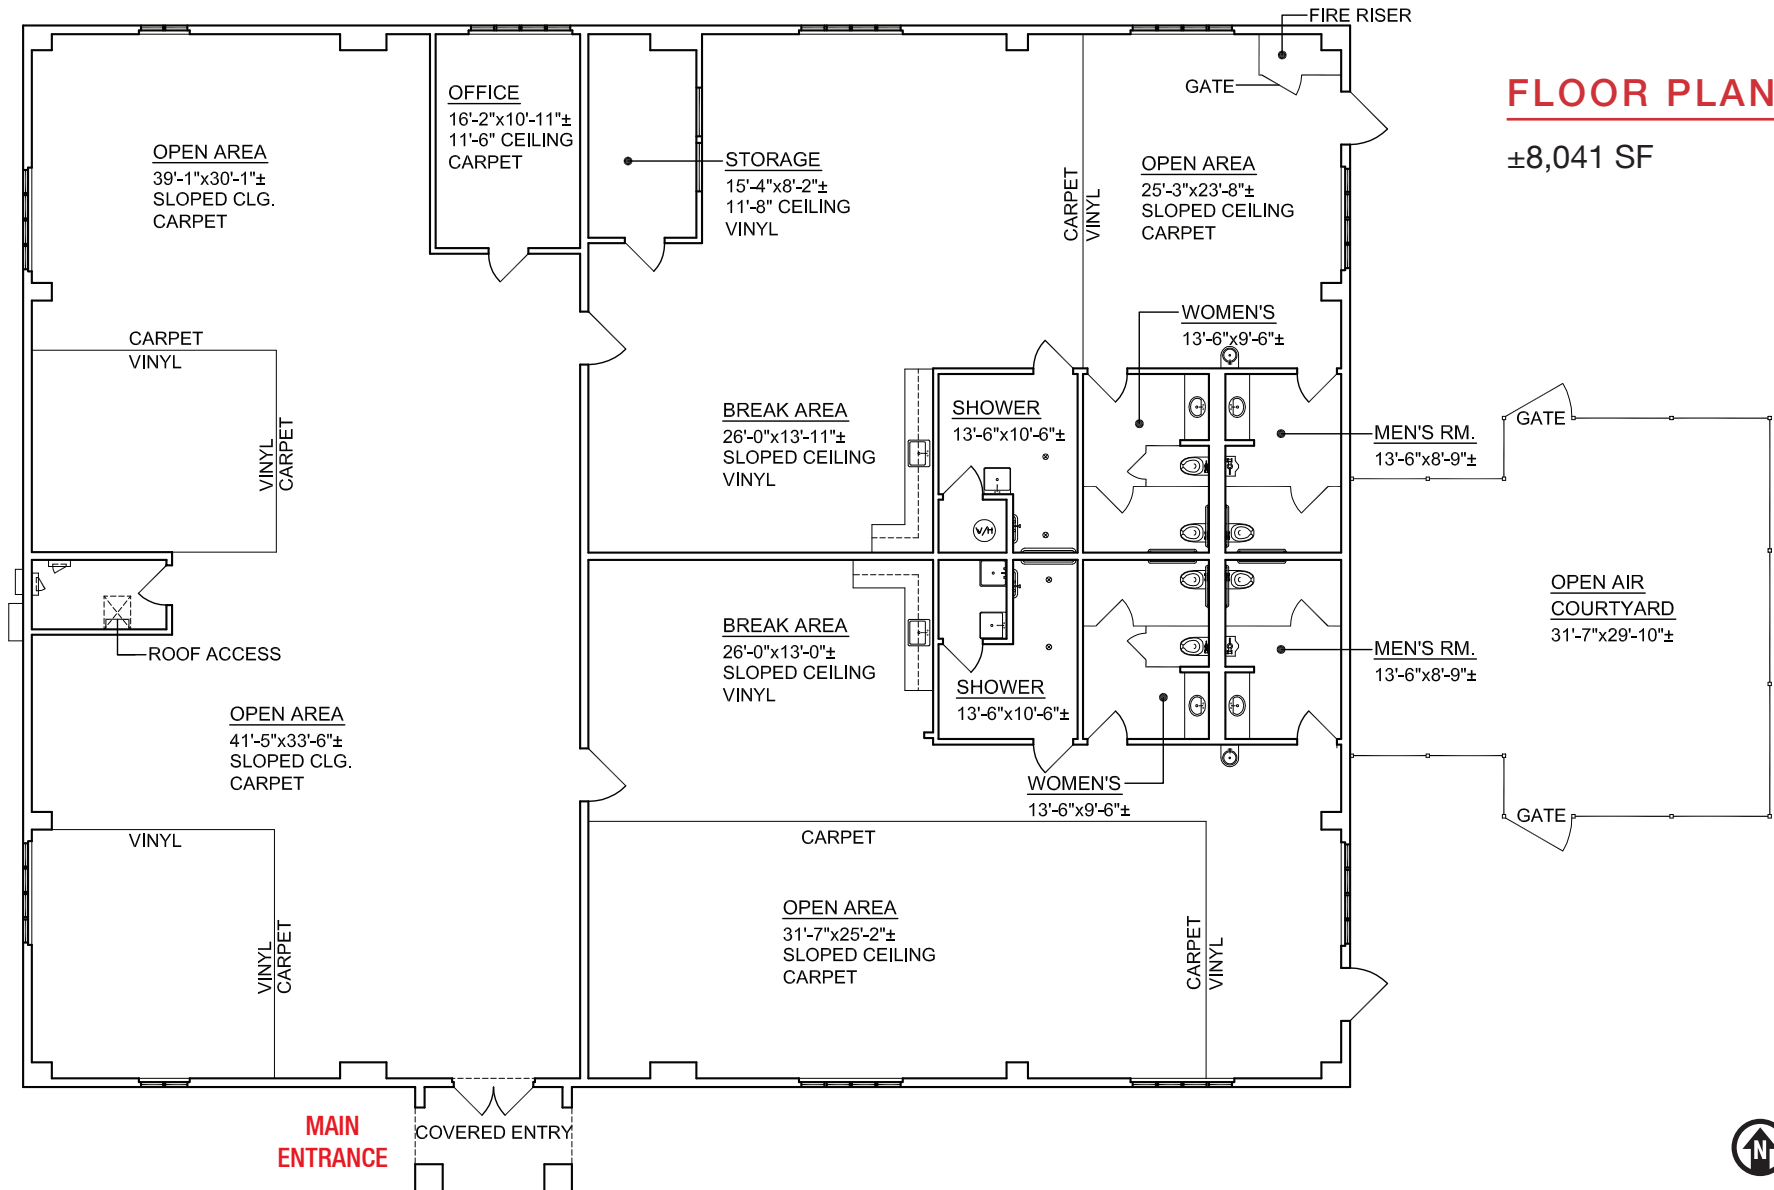 FIRE RISER
GATE
FLOOR PLAN
±8,041 SF
OFFICE
16'-2"x10'-11"±
11'-6" CEILING
CARPET
OPEN AREA
39'-1"x30'-1"±
SLOPED CLG.
CARPET
STORAGE
15'-4"x8'-2"±
11'-8" CEILING
VINYL
CARPET
VINYL
OPEN AREA
25'-3"x23'-8"±
SLOPED CEILING
CARPET
WOMEN'S
13'-6"x9'-6"±
CARPET
VINYL
VINYL
CARPET
BREAK AREA
26'-0"x13'-11"±
SLOPED CEILING
VINYL
SHOWER
13'-6"x10'-6"±
W/H
MEN'S RM.
13'-6"x8'-9"±
GATE
OPEN AIR
COURTYARD
31'-7"x29'-10"±
ROOF ACCESS
BREAK AREA
26'-0"x13'-0"±
SLOPED CEILING
VINYL
SHOWER
13'-6"x10'-6"±
MEN'S RM.
13'-6"x8'-9"±
OPEN AREA
41'-5"x33'-6"±
SLOPED CLG.
CARPET
WOMEN'S
13'-6"x9'-6"±
GATE
VINYL
VINYL
CARPET
CARPET
OPEN AREA
31'-7"x25'-2"±
SLOPED CEILING
CARPET
CARPET
VINYL
MAIN
ENTRANCE
COVERED ENTRY
N